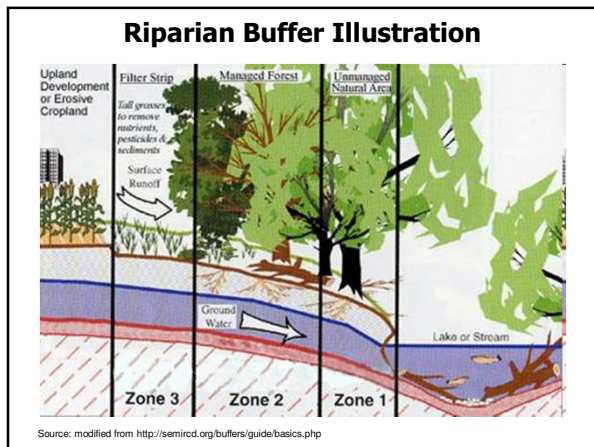 Riparian Buffer Illustration
Upland
Development
or Erosive
Cropland
Filter Strip
Tall grasses
to remove
nutrients,
pesticides &
sediments
Surface
Runoff
Managed Forest
Unmanaged
Natural Area
Ground
Water
Lake or Stream
Zone 3
Zone 2
Zone 1
Source: modified from http://semircd.org/buffers/guide/basics.php